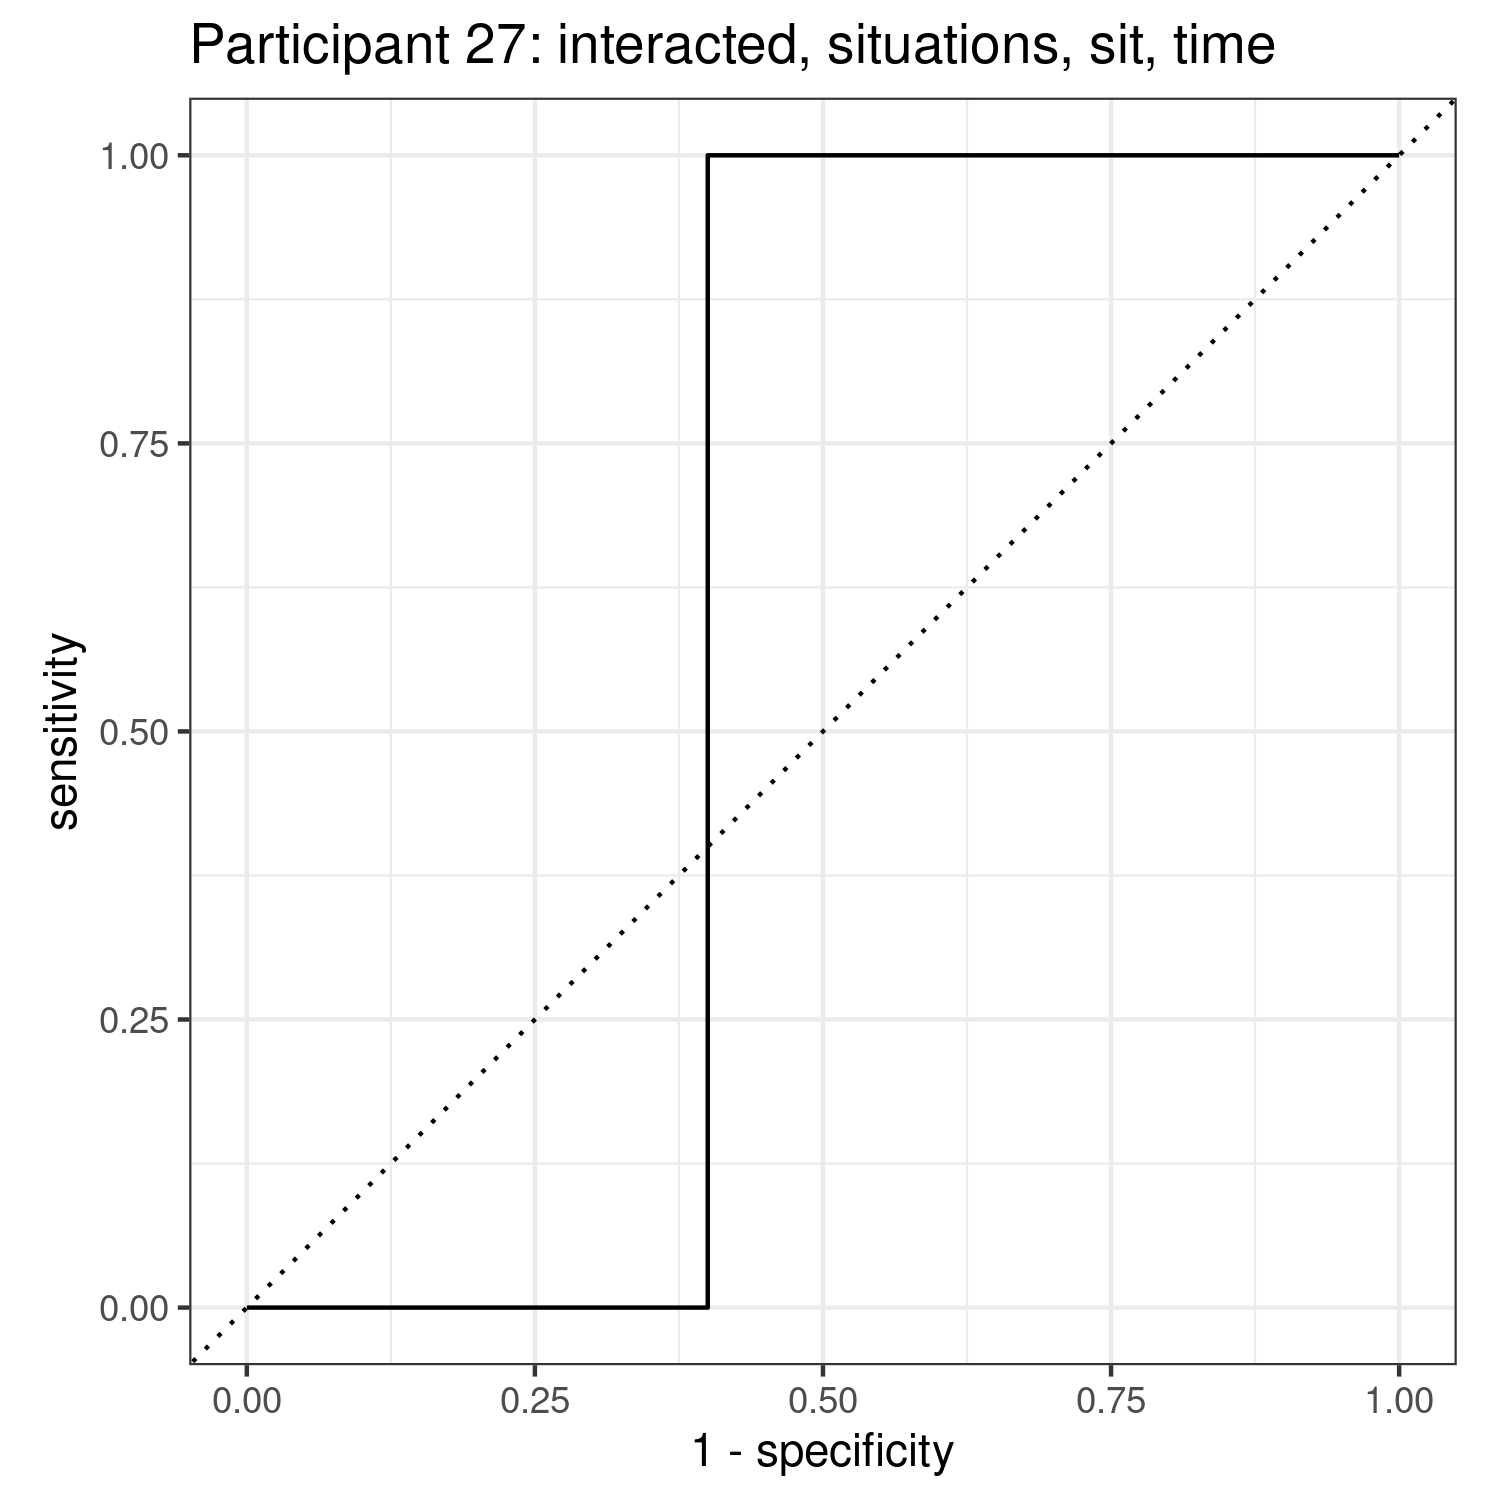 Participant 27: interacted, situations, sit, time
sensitivity
1.00
0.75
0.50
0.25
0.00
0.00 0.25 0.50 0.75 1.00
1 - specificity